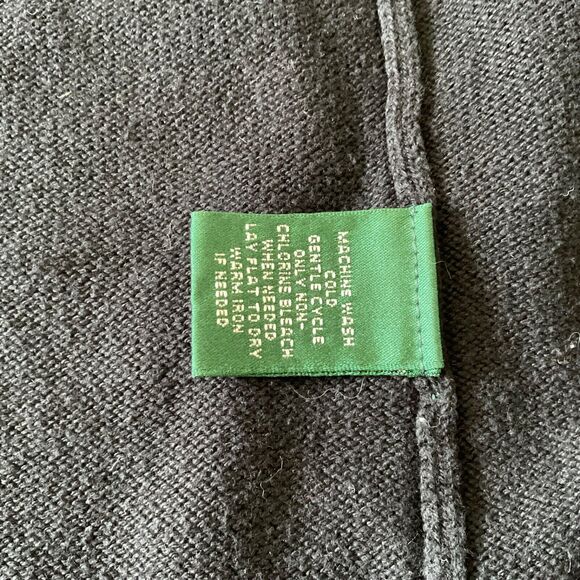 MACHINE WASH
COLD
GENTLE CYCLE
ONLY NON-
CHLORINE BLEACH
WHEN NEEDED
LAY FLAT TO DRY
WARM IRON
IF NEEDED